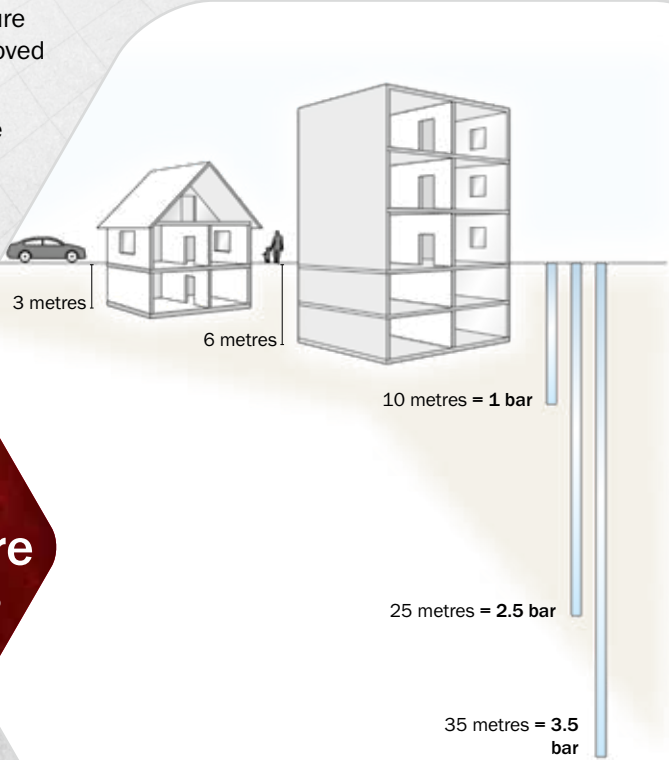 3 metres
6 metres
10 metres = 1 bar
25 metres = 2.5 bar
35 metres = 3.5
bar